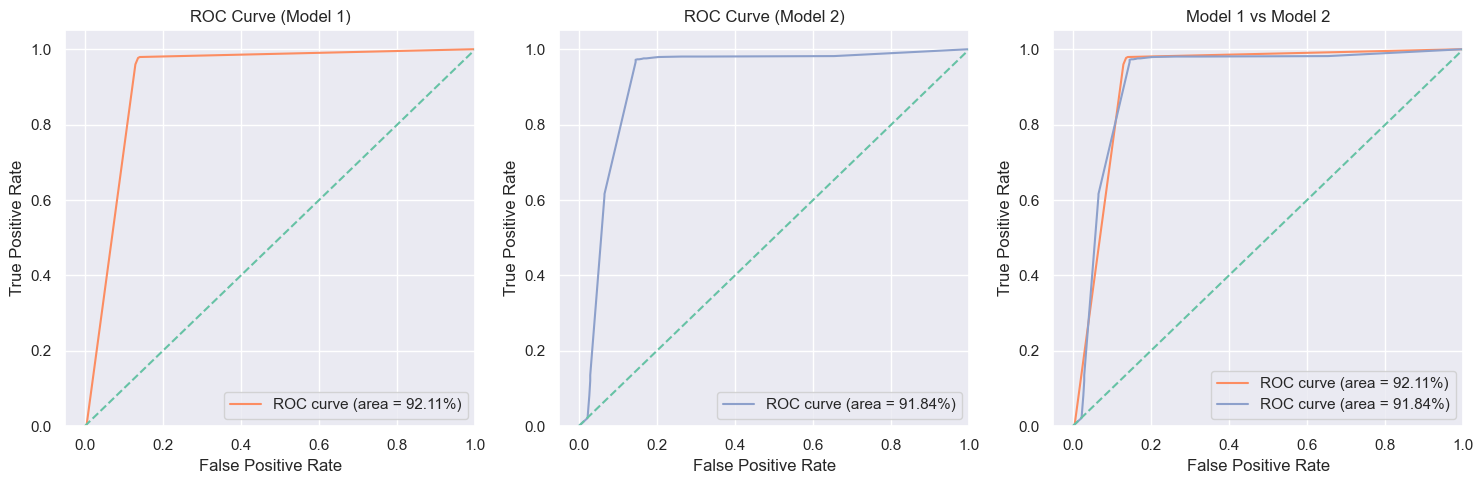 ROC Curve (Model 1)
True Positive Rate
1.0
0.8
0.6
0.4
0.2
0.0
0.0 0.2 0.4 0.6 0.8 1.0
False Positive Rate
ROC curve (area = 92.11%)
ROC Curve (Model 2)
True Positive Rate
1.0
0.8
0.6
0.4
0.2
0.0
0.0 0.2 0.4 0.6 0.8 1.0
False Positive Rate
ROC curve (area = 91.84%)
Model 1 vs Model 2
True Positive Rate
1.0
0.8
0.6
0.4
0.2
0.0
0.0 0.2 0.4 0.6 0.8 1.0
False Positive Rate
ROC curve (area = 92.11%)
ROC curve (area = 91.84%)